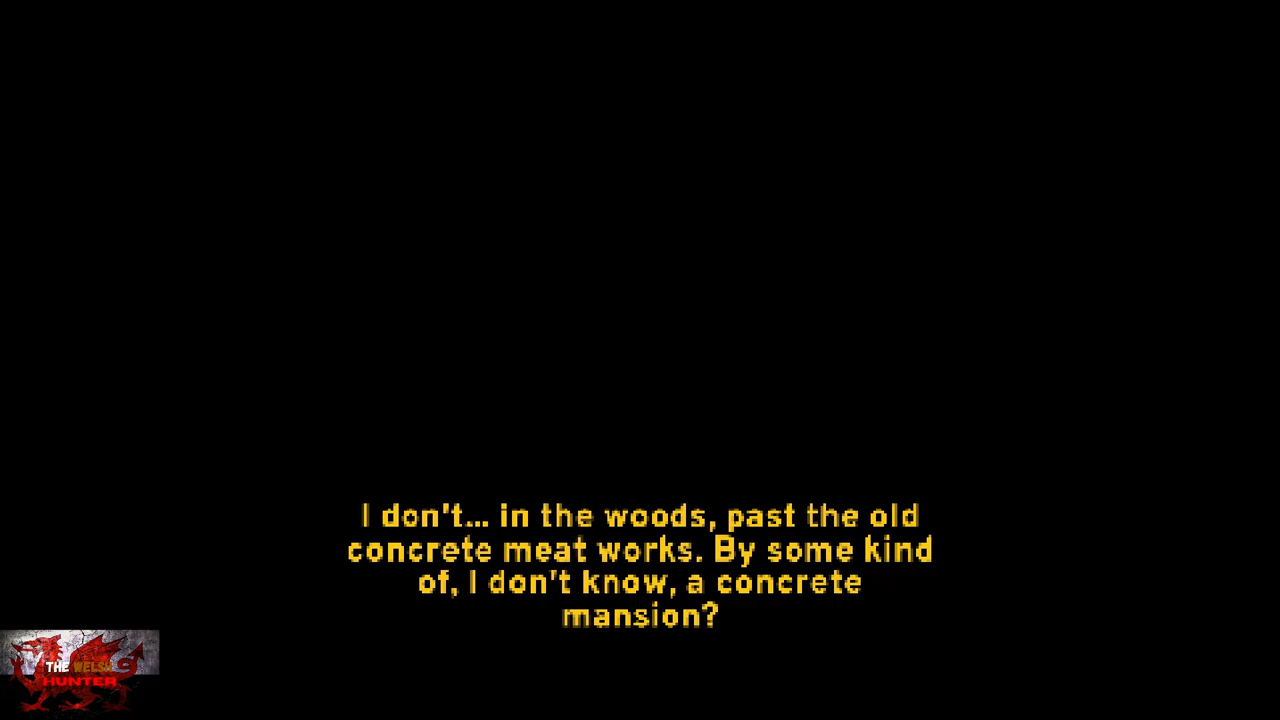 I don't... in the woods, past the old
concrete meat works. By some kind
of, I don't know, a concrete
mansion?
THE WELSH
HUNTER